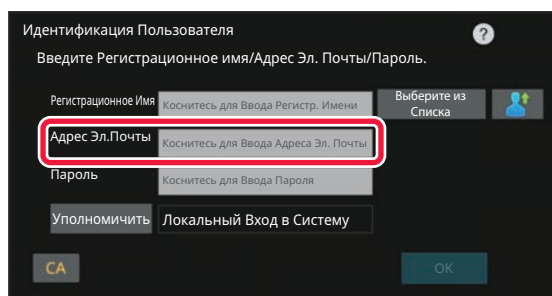 Идентификация Пользователя ?
Введите Регистрационное имя/Адрес Эл. Почты/Пароль.
Регистрационное Имя Коснитесь для Ввода Регистр. Имени Выберите из Списка
Адрес Эл.Почты Коснитесь для Ввода Адреса Эл. Почты
Пароль Коснитесь для Ввода Пароля
Уполномичить Локальный Вход в Систему
CA OK